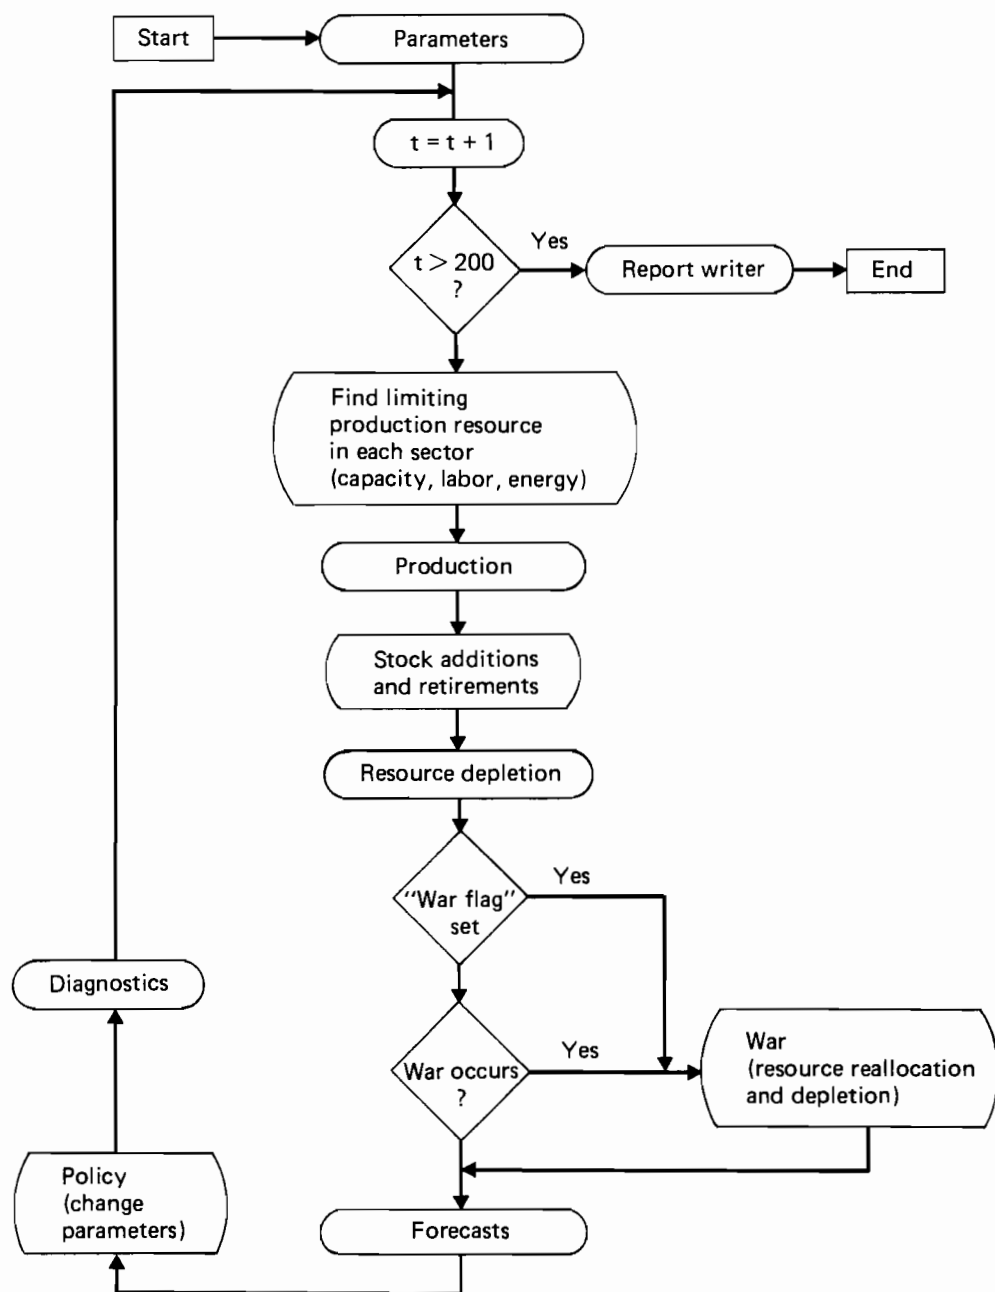 Start
Parameters
t = t + 1
t > 200
?
Yes
Report writer
End
Find limiting
production resource
in each sector
(capacity, labor, energy)
Production
Stock additions
and retirements
Resource depletion
"War flag"
set
Yes
Diagnostics
War occurs
?
Yes
War
(resource reallocation
and depletion)
Policy
(change
parameters)
Forecasts